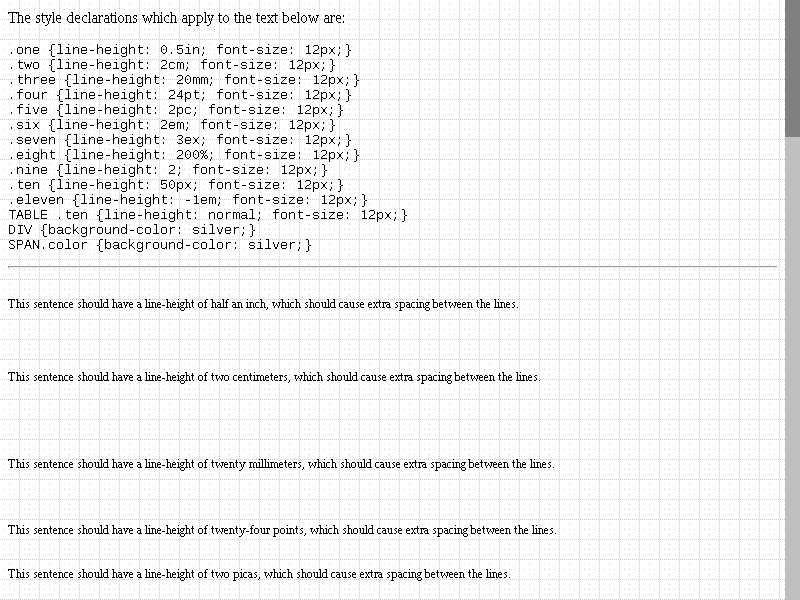 The style declarations which apply to the text below are:
.one {line-height: 0.5in; font-size: 12px;}
.two {line-height: 2cm; font-size: 12px;}
.three {line-height: 20mm; font-size: 12px;}
.four {line-height: 24pt; font-size: 12px;}
.five {line-height: 2pc; font-size: 12px;}
.six {line-height: 2em; font-size: 12px;}
.seven {line-height: 3ex; font-size: 12px;}
.eight {line-height: 200%; font-size: 12px;}
.nine {line-height: 2; font-size: 12px;}
.ten {line-height: 50px; font-size: 12px;}
.eleven {line-height: -1em; font-size: 12px;}
TABLE .ten {line-height: normal; font-size: 12px;}
DIV {background-color: silver;}
SPAN.color {background-color: silver;}
This sentence should have a line-height of half an inch, which should cause extra spacing between the lines.
This sentence should have a line-height of two centimeters, which should cause extra spacing between the lines.
This sentence should have a line-height of twenty millimeters, which should cause extra spacing between the lines.
This sentence should have a line-height of twenty-four points, which should cause extra spacing between the lines.
This sentence should have a line-height of two picas, which should cause extra spacing between the lines.